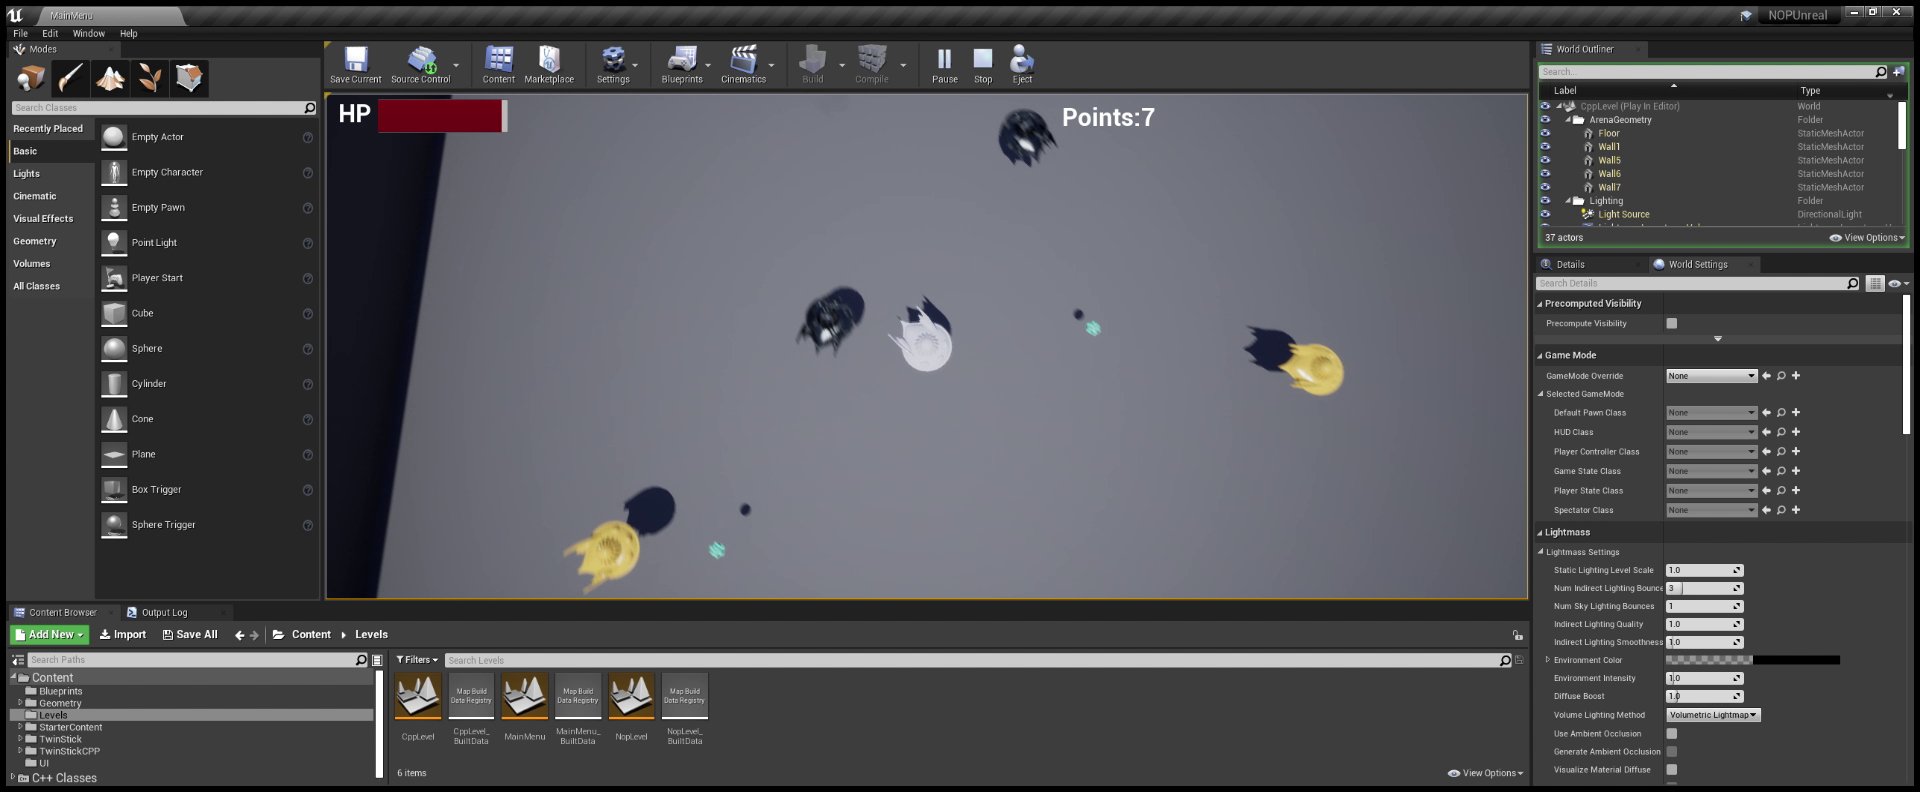 MainMenu
NOPUnreal
File Edit Window Help
Modes
Search Classes
Recently Placed
Basic
Lights
Cinematic
Visual Effects
Geometry
Volumes
All Classes
Empty Actor
Empty Character
Empty Pawn
Point Light
Player Start
Cube
Sphere
Cylinder
Cone
Plane
Box Trigger
Sphere Trigger
Save Current Source Control Content Marketplace Settings Blueprints Cinematics Build Compile Pause Stop Eject
HP
Points:7
World Outliner
Search...
Label Type
CppLevel (Play In Editor) World
ArenaGeometry Folder
Floor StaticMeshActor
Wall1 StaticMeshActor
Wall5 StaticMeshActor
Wall6 StaticMeshActor
Wall7 StaticMeshActor
Lighting Folder
Light Source DirectionalLight
37 actors View Options
Details World Settings
Search Details
Precomputed Visibility
Precompute Visibility
Game Mode
GameMode Override None
Selected GameMode
Default Pawn Class None
HUD Class None
Player Controller Class None
Game State Class None
Player State Class None
Spectator Class None
Lightmass
Lightmass Settings
Static Lighting Level Scale 1.0
Num Indirect Lighting Bounce 3
Num Sky Lighting Bounces 1
Indirect Lighting Quality 1.0
Indirect Lighting Smoothness 1.0
Environment Color
Environment Intensity 1.0
Diffuse Boost 1.0
Volume Lighting Method Volumetric Lightmap
Use Ambient Occlusion
Generate Ambient Occlusion
Visualize Material Diffuse
Content Browser Output Log
Add New Import Save All Content Levels
Search Paths
Content
Blueprints
Geometry
Levels
StarterContent
TwinStick
TwinStickCPP
UI
C++ Classes
Filters Search Levels
Map Build Data Registry
Map Build Data Registry
Map Build Data Registry
CppLevel
CppLevel_BuiltData
MainMenu
MainMenu_BuiltData
NopLevel
NopLevel_BuiltData
6 items View Options